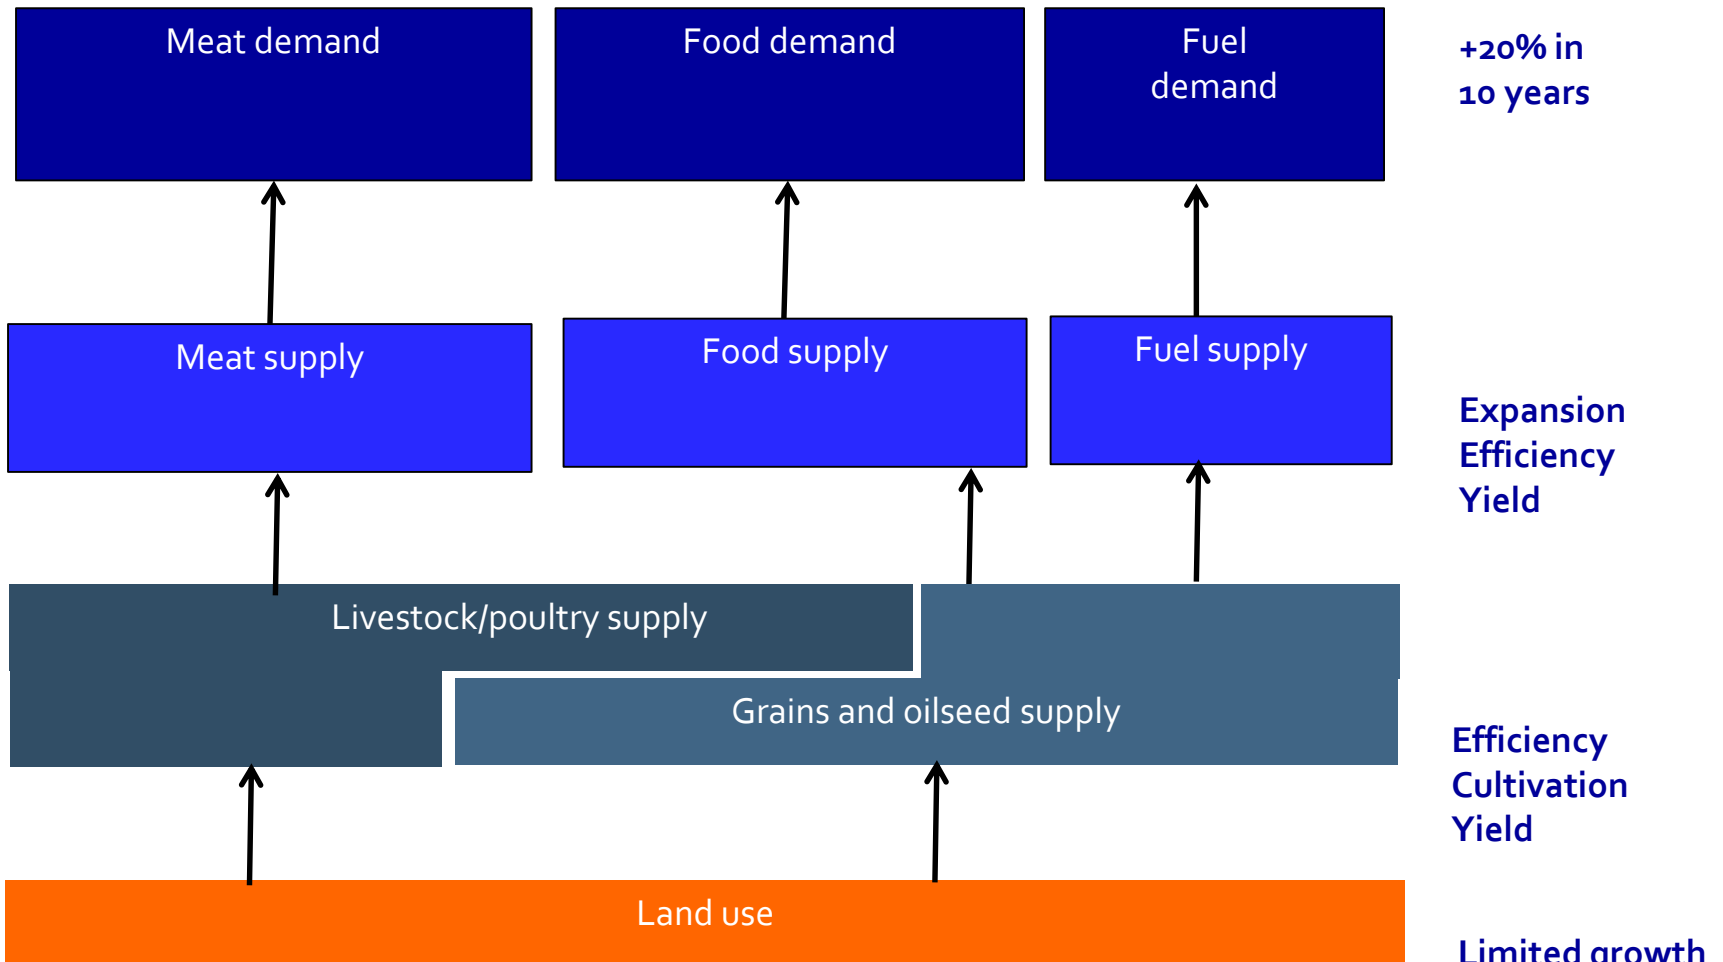 Meat demand
Food demand
Fuel
demand
+20% in
10 years
Meat supply
Food supply
Fuel supply
Expansion
Efficiency
Yield
Livestock/poultry supply
Grains and oilseed supply
Efficiency
Cultivation
Yield
Land use
Limited growth